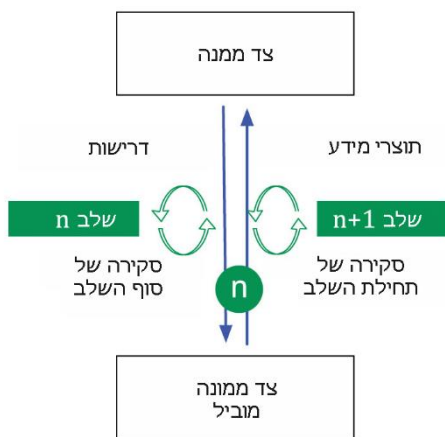 צד ממנה
דרישות
תוצרי מידע
שלב n
שלב n+1
סקירה של
סוף השלב
סקירה של
תחילת השלב
n
צד ממונה
מוביל